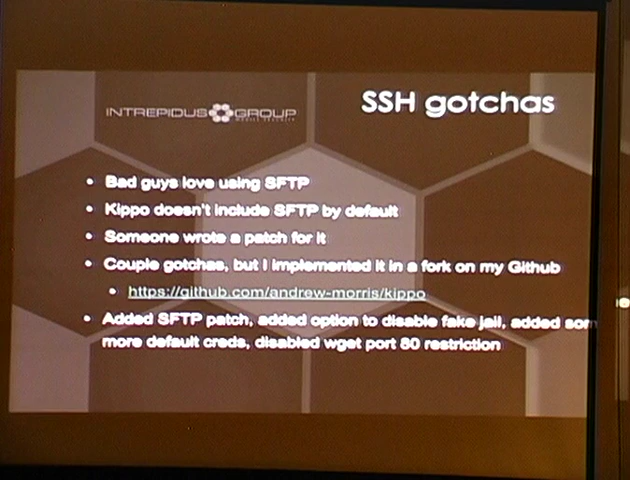 INTREPIDUS GROUP
SSH gotchas
• Bad guys love using SFTP
• Kippo doesn't include SFTP by default
• Someone wrote a patch for it
• Couple gotchas, but I implemented it in a fork on my Github
• https://github.com/andrew-morris/kippo
• Added SFTP patch, added option to disable fake jail, added som
more default creds, disabled wget port 80 restriction